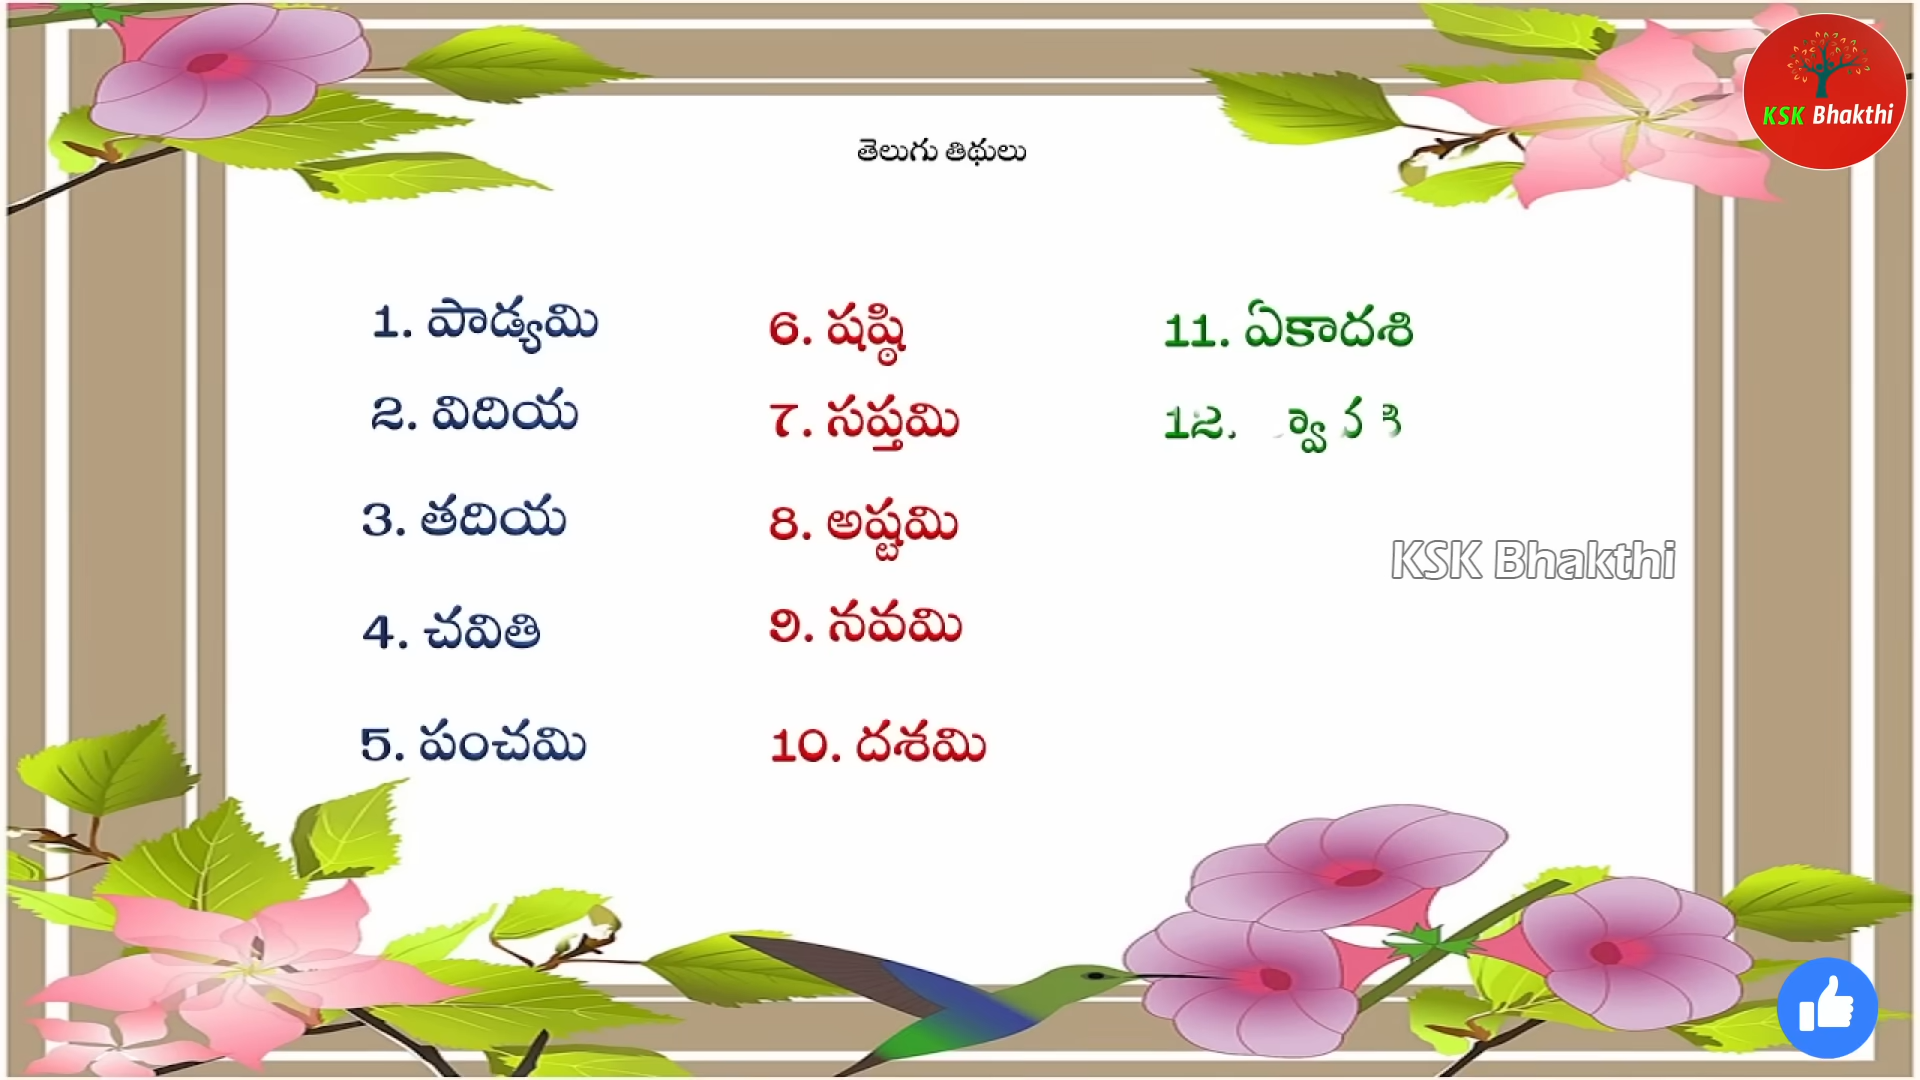 KSK Bhakthi
తెలుగు తిథులు
1. పాడ్యమి
2. విదియ
3. తదియ
4. చవితి
5. పంచమి
6. షష్ఠి
7. సప్తమి
8. అష్టమి
9. నవమి
10. దశమి
11. ఏకాదశి
12.
KSK Bhakthi